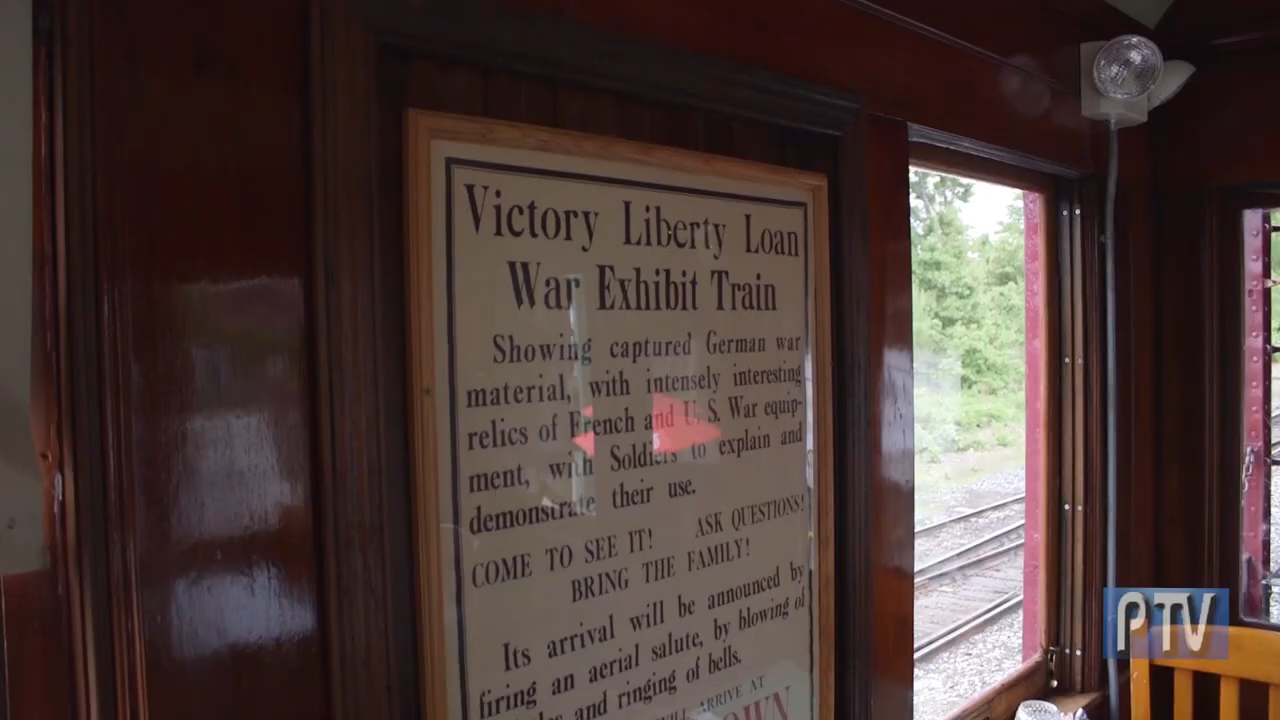 Victory Liberty Loan
War Exhibit Train
Showing captured German war
material, with intensely interesting
relics of French and U. S. War equip-
ment, with Soldiers to explain and
demonstrate their use.
COME TO SEE IT! ASK QUESTIONS!
BRING THE FAMILY!
Its arrival will be announced by
firing an aerial salute, by blowing of
and ringing of bells.
WILL ARRIVE AT
PTV